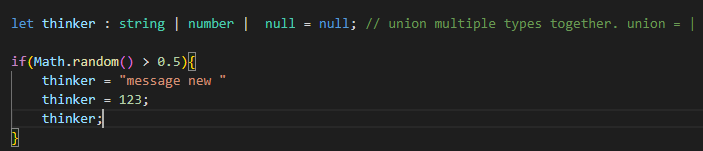 let thinker : string | number |  null = null; // union multiple types together. union = |
if(Math.random() > 0.5){
    thinker = "message new "
    thinker = 123;
    thinker;
}